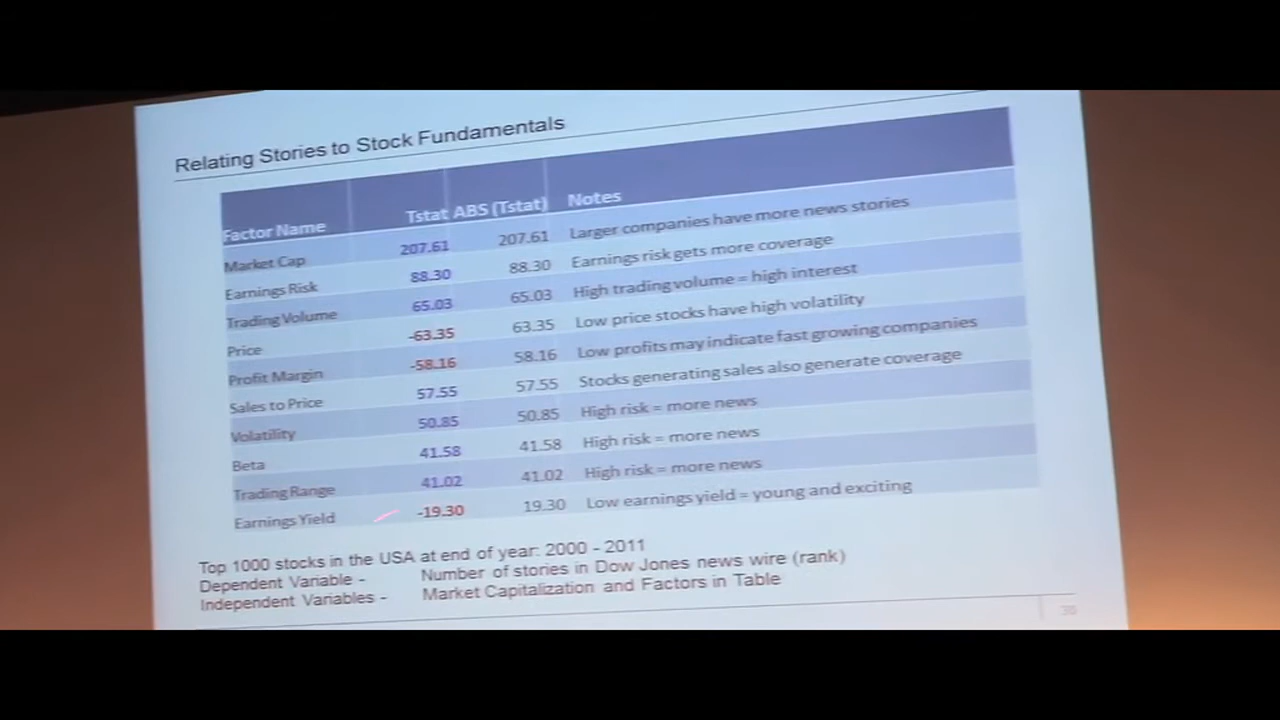 Relating Stories to Stock Fundamentals
Factor Name Tstat ABS (Tstat) Notes
Market Cap 207.61 207.61 Larger companies have more news stories
Earnings Risk 88.30 88.30 Earnings risk gets more coverage
Trading Volume 65.03 65.03 High trading volume = high interest
Price -63.35 63.35 Low price stocks have high volatility
Profit Margin -58.16 58.16 Low profits may indicate fast growing companies
Sales to Price 57.55 57.55 Stocks generating sales also generate coverage
Volatility 50.85 50.85 High risk = more news
Beta 41.58 41.58 High risk = more news
Trading Range 41.02 41.02 High risk = more news
Earnings Yield -19.30 19.30 Low earnings yield = young and exciting
Top 1000 stocks in the USA at end of year: 2000 - 2011
Dependent Variable - Number of stories in Dow Jones news wire (rank)
Independent Variables - Market Capitalization and Factors in Table